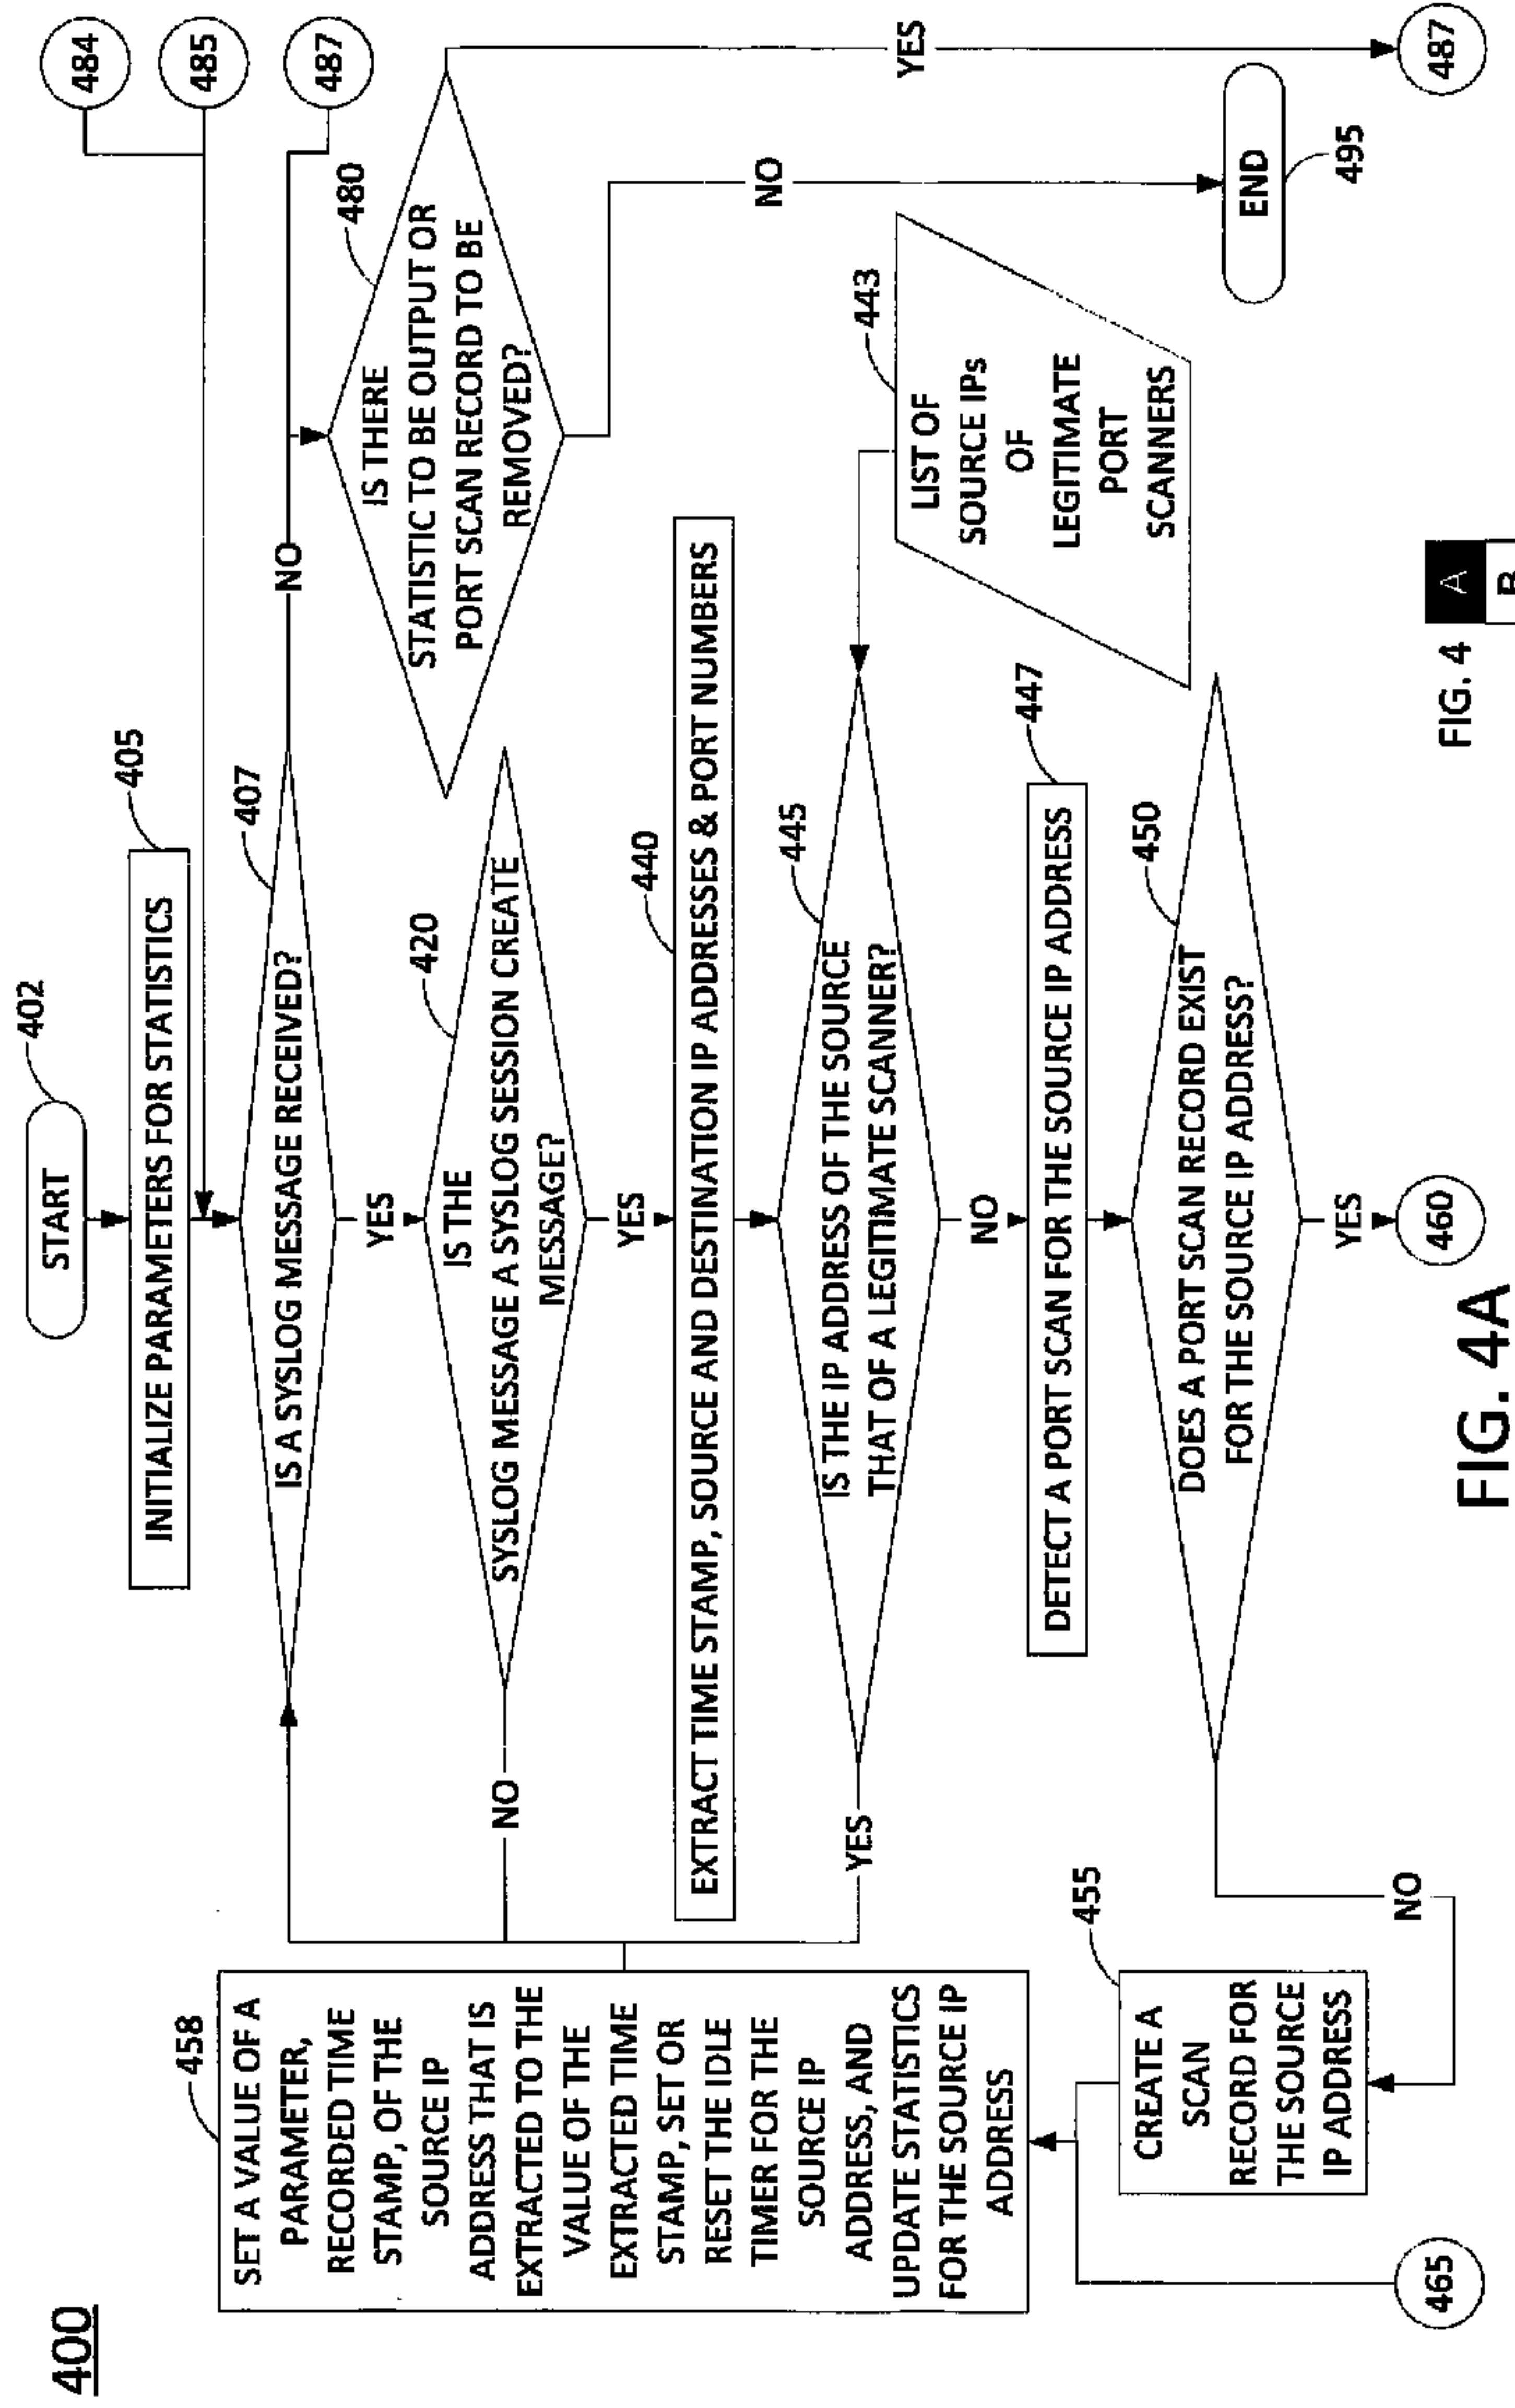 400
START
402
INITIALIZE PARAMETERS FOR STATISTICS
405
484
485
487
IS A SYSLOG MESSAGE RECEIVED?
407
NO
YES
IS THE
SYSLOG MESSAGE A SYSLOG SESSION CREATE
MESSAGE?
420
NO
YES
IS THERE
STATISTIC TO BE OUTPUT OR
PORT SCAN RECORD TO BE
REMOVED?
480
YES
NO
487
END
495
EXTRACT TIME STAMP, SOURCE AND DESTINATION IP ADDRESSES & PORT NUMBERS
440
IS THE IP ADDRESS OF THE SOURCE
THAT OF A LEGITIMATE SCANNER?
445
YES
NO
LIST OF
SOURCE IPs
OF
LEGITIMATE
PORT
SCANNERS
443
DETECT A PORT SCAN FOR THE SOURCE IP ADDRESS
447
DOES A PORT SCAN RECORD EXIST
FOR THE SOURCE IP ADDRESS?
450
NO
YES
460
SET A VALUE OF A
PARAMETER,
RECORDED TIME
STAMP, OF THE
SOURCE IP
ADDRESS THAT IS
EXTRACTED TO THE
VALUE OF THE
EXTRACTED TIME
STAMP, SET OR
RESET THE IDLE
TIMER FOR THE
SOURCE IP
ADDRESS, AND
UPDATE STATISTICS
FOR THE SOURCE IP
ADDRESS
458
CREATE A
SCAN
RECORD FOR
THE SOURCE
IP ADDRESS
455
465
FIG. 4A
FIG. 4
A
B